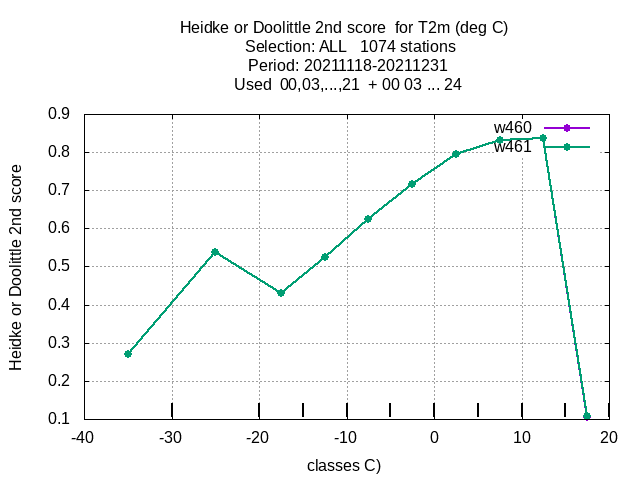 Heidke or Doolittle 2nd score  for T2m (deg C)
Selection: ALL   1074 stations
Period: 20211118-20211231
Used  00,03,...,21  + 00 03 ... 24
w460
w461
0.9
0.8
0.7
0.6
0.5
0.4
0.3
0.2
0.1
Heidke or Doolittle 2nd score
-40 -30 -20 -10 0 10 20
classes C)